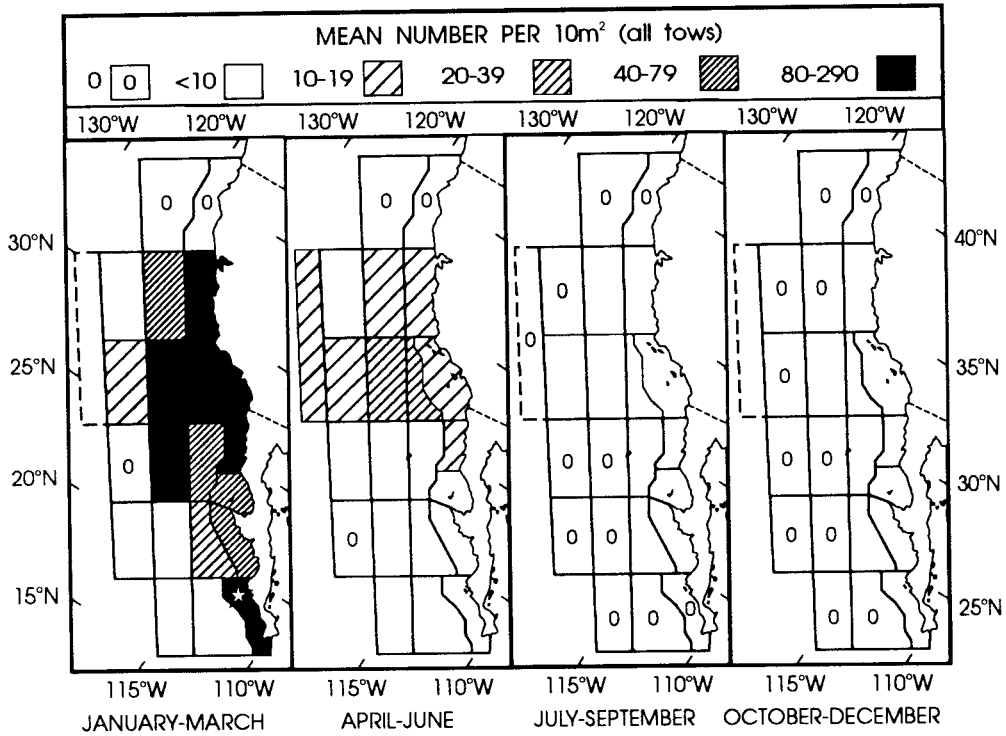 MEAN NUMBER PER 10m² (all tows)
0 0 <10 10-19 20-39 40-79 80-290
130°W 120°W 130°W 120°W 130°W 120°W 130°W 120°W
0 0 0 0 0 0 0 0
30°N 40°N
0 0 0
0
25°N 35°N
0
0 0 0 0 0
20°N 30°N
0 0 0 0 0
15°N 25°N
0 0 0 0 0
115°W 110°W 115°W 110°W 115°W 110°W 115°W 110°W
JANUARY-MARCH APRIL-JUNE JULY-SEPTEMBER OCTOBER-DECEMBER